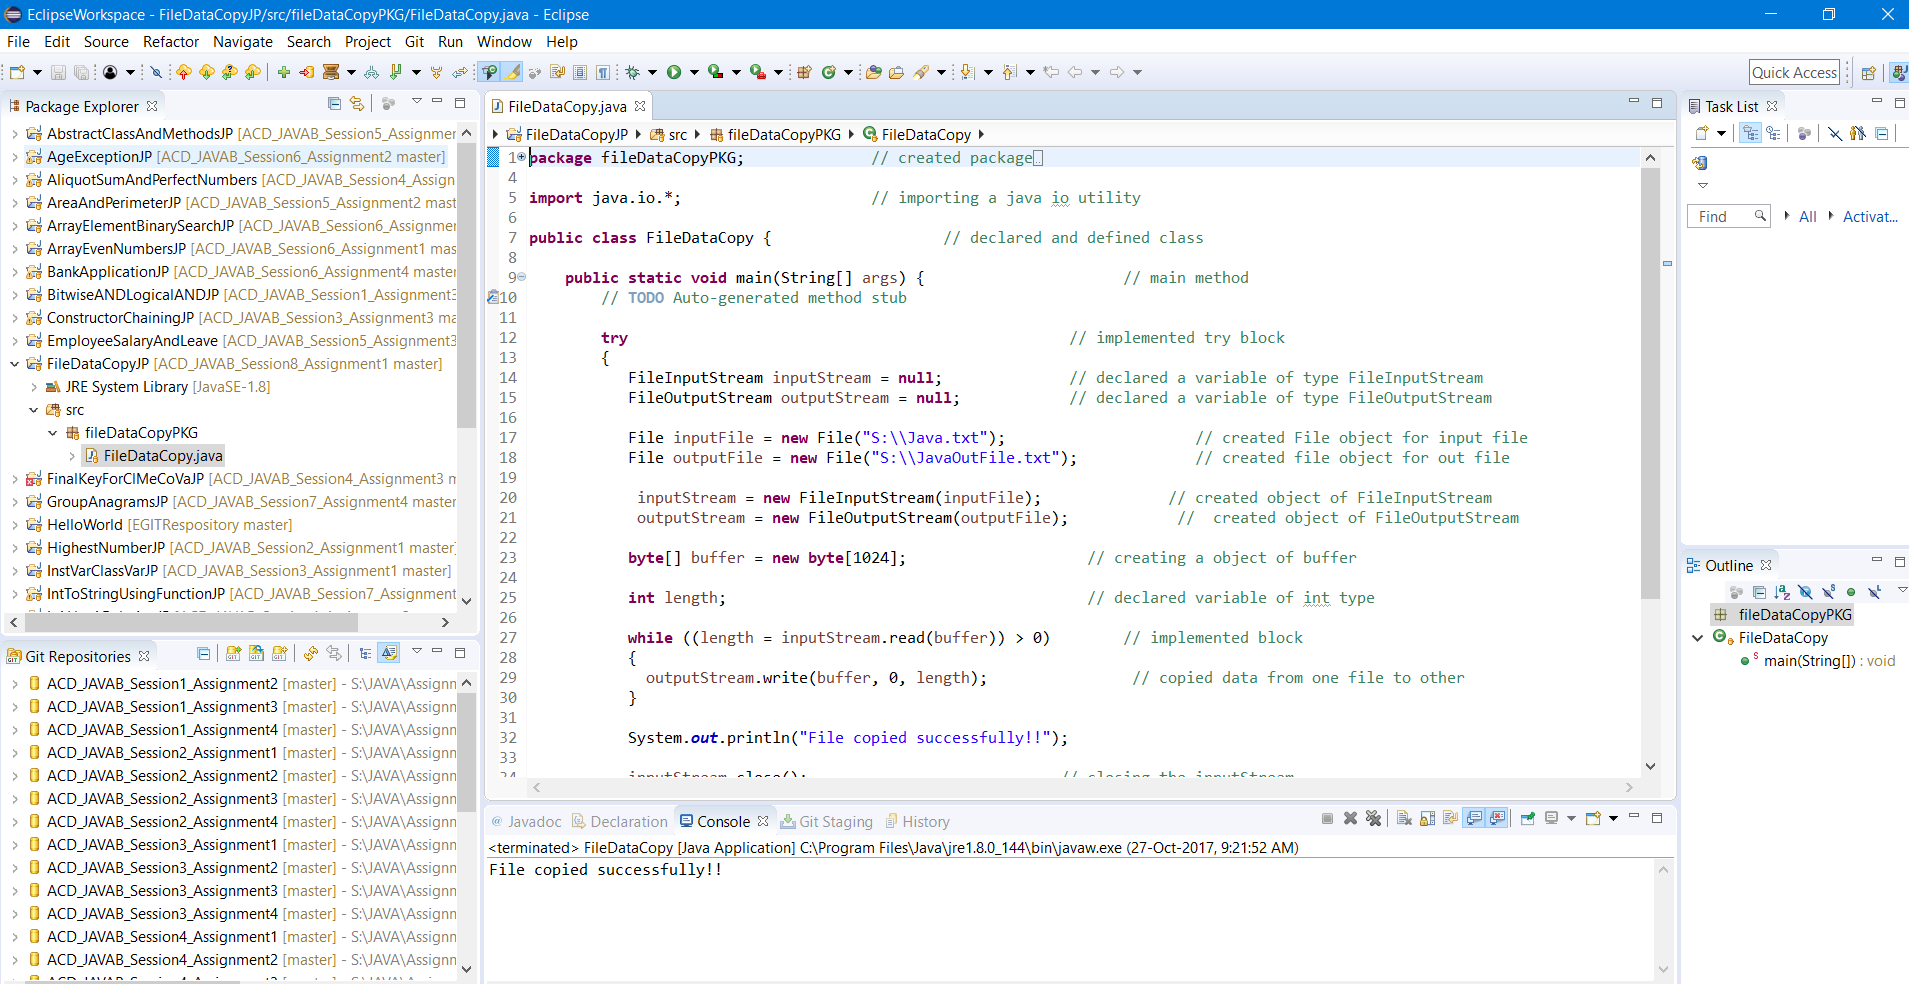 EclipseWorkspace - FileDataCopyJP/src/fileDataCopyPKG/FileDataCopy.java - Eclipse
File Edit Source Refactor Navigate Search Project Git Run Window Help
Quick Access
Package Explorer
AbstractClassAndMethodsJP [ACD_JAVAB_Session5_Assignmer
AgeExceptionJP [ACD_JAVAB_Session6_Assignment2 master]
AliquotSumAndPerfectNumbers [ACD_JAVAB_Session4_Assign
AreaAndPerimeterJP [ACD_JAVAB_Session5_Assignment2 mast
ArrayElementBinarySearchJP [ACD_JAVAB_Session6_Assignmer
ArrayEvenNumbersJP [ACD_JAVAB_Session6_Assignment1 mas
BankApplicationJP [ACD_JAVAB_Session6_Assignment4 master
BitwiseANDLogicalANDJP [ACD_JAVAB_Session1_Assignment3
ConstructorChainingJP [ACD_JAVAB_Session3_Assignment3 ma
EmployeeSalaryAndLeave [ACD_JAVAB_Session5_Assignment3
FileDataCopyJP [ACD_JAVAB_Session8_Assignment1 master]
JRE System Library [JavaSE-1.8]
src
fileDataCopyPKG
FileDataCopy.java
FinalKeyForClMeCoVaJP [ACD_JAVAB_Session4_Assignment3 m
GroupAnagramsJP [ACD_JAVAB_Session7_Assignment4 master
HelloWorld [EGITRespository master]
HighestNumberJP [ACD_JAVAB_Session2_Assignment1 master]
InstVarClassVarJP [ACD_JAVAB_Session3_Assignment1 master]
IntToStringUsingFunctionJP [ACD_JAVAB_Session7_Assignment
Git Repositories
ACD_JAVAB_Session1_Assignment2 [master] - S:\JAVA\Assignn
ACD_JAVAB_Session1_Assignment3 [master] - S:\JAVA\Assignn
ACD_JAVAB_Session1_Assignment4 [master] - S:\JAVA\Assignn
ACD_JAVAB_Session2_Assignment1 [master] - S:\JAVA\Assignn
ACD_JAVAB_Session2_Assignment2 [master] - S:\JAVA\Assignn
ACD_JAVAB_Session2_Assignment3 [master] - S:\JAVA\Assignn
ACD_JAVAB_Session2_Assignment4 [master] - S:\JAVA\Assignn
ACD_JAVAB_Session3_Assignment1 [master] - S:\JAVA\Assignn
ACD_JAVAB_Session3_Assignment2 [master] - S:\JAVA\Assignn
ACD_JAVAB_Session3_Assignment3 [master] - S:\JAVA\Assignn
ACD_JAVAB_Session3_Assignment4 [master] - S:\JAVA\Assignn
ACD_JAVAB_Session4_Assignment1 [master] - S:\JAVA\Assignn
ACD_JAVAB_Session4_Assignment2 [master] - S:\JAVA\Assignn
FileDataCopy.java
FileDataCopyJP src fileDataCopyPKG FileDataCopy
1 package fileDataCopyPKG; // created package
4
5 import java.io.*; // importing a java io utility
6
7 public class FileDataCopy { // declared and defined class
8
9 public static void main(String[] args) { // main method
10 // TODO Auto-generated method stub
11
12 try // implemented try block
13 {
14 FileInputStream inputStream = null; // declared a variable of type FileInputStream
15 FileOutputStream outputStream = null; // declared a variable of type FileOutputStream
16
17 File inputFile = new File("S:\\Java.txt"); // created File object for input file
18 File outputFile = new File("S:\\JavaOutFile.txt"); // created file object for out file
19
20 inputStream = new FileInputStream(inputFile); // created object of FileInputStream
21 outputStream = new FileOutputStream(outputFile); // created object of FileOutputStream
22
23 byte[] buffer = new byte[1024]; // creating a object of buffer
24
25 int length; // declared variable of int type
26
27 while ((length = inputStream.read(buffer)) > 0) // implemented block
28 {
29 outputStream.write(buffer, 0, length); // copied data from one file to other
30 }
31
32 System.out.println("File copied successfully!!");
33
34 inputStream.close(); // closing the inputStream
@ Javadoc Declaration Console Git Staging History
<terminated> FileDataCopy [Java Application] C:\Program Files\Java\jre1.8.0_144\bin\javaw.exe (27-Oct-2017, 9:21:52 AM)
File copied successfully!!
Task List
Find All Activat...
Outline
fileDataCopyPKG
FileDataCopy
main(String[]) : void